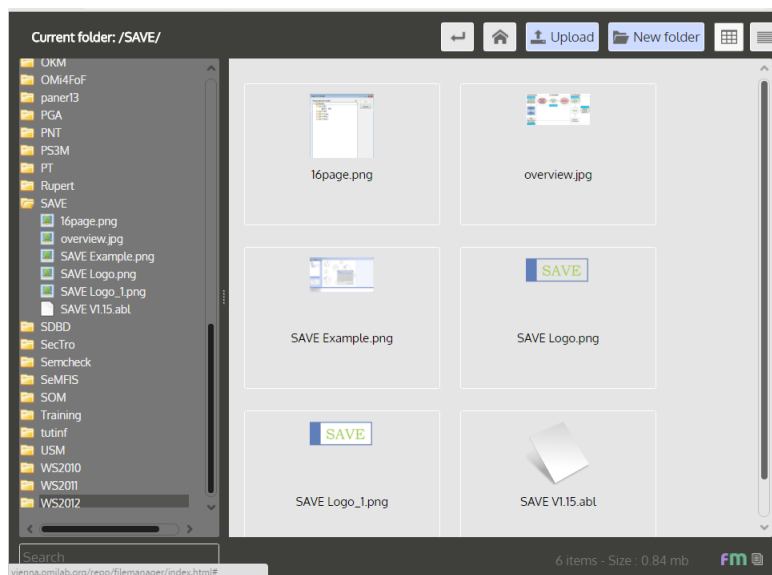 Current folder: /SAVE/
Upload
New folder
OKM
OMi4FoF
paner13
PGA
PNT
PS3M
PT
Rupert
SAVE
16page.png
overview.jpg
SAVE Example.png
SAVE Logo.png
SAVE Logo_1.png
SAVE V1.15.abl
SDBD
SecTro
Semcheck
SeMFIS
SOM
Training
tutinf
USM
WS2010
WS2011
WS2012
16page.png
overview.jpg
SAVE Example.png
SAVE
SAVE Logo.png
SAVE
SAVE Logo_1.png
SAVE V1.15.abl
Search
6 items - Size : 0.84 mb
fm
vienna.omilab.org/repo/filemanager/index.html#